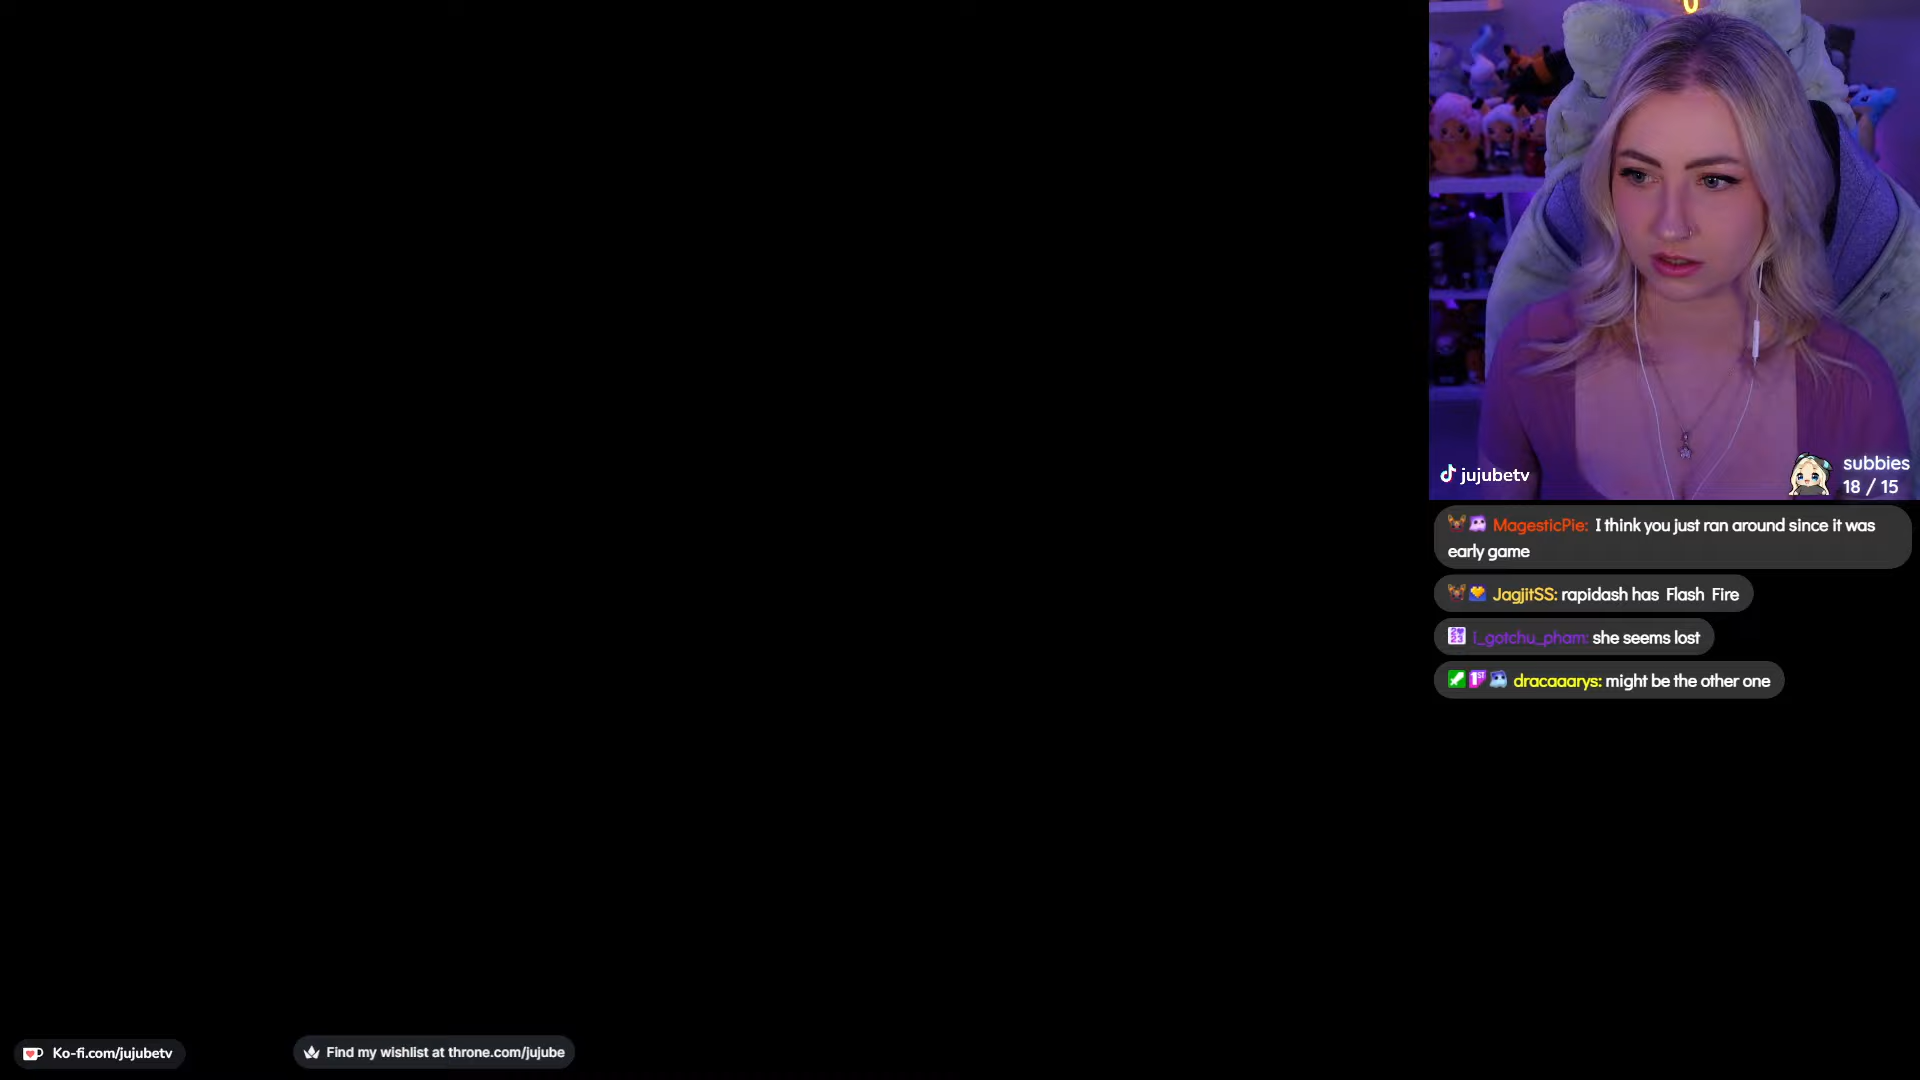 jujubetv
subbies
18 / 15
MagesticPie: I think you just ran around since it was
early game
JagjitSS: rapidash has Flash Fire
i_gotchu_pham: she seems lost
dracaaarys: might be the other one
Ko-fi.com/jujubetv
Find my wishlist at throne.com/jujube